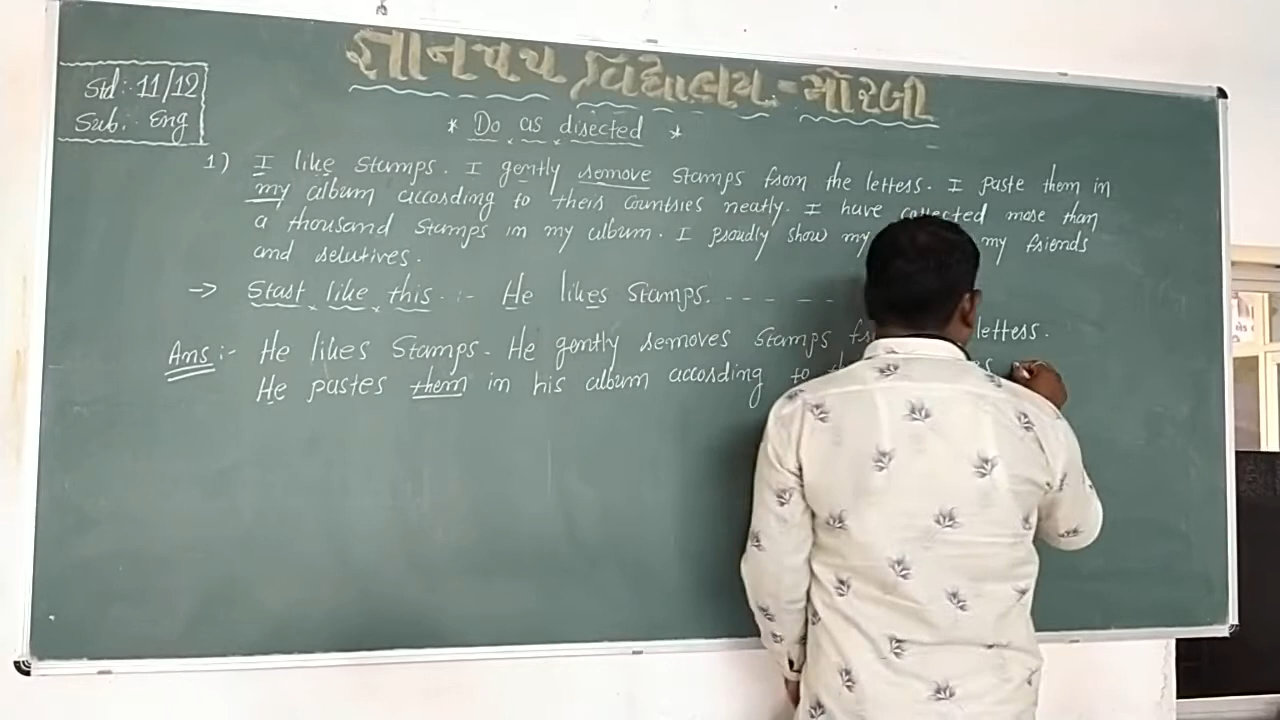 જ્ઞાનપથ વિદ્યાલય - મોરબી
Std: 11/12
Sub: Eng
* Do as directed *
1) I like stamps. I gently remove stamps from the letters. I paste them in
my album according to their countries neatly. I have collected more than
a thousand stamps in my album. I proudly show my my friends
and relatives.
-> Start like this :- He likes stamps. - - - - -
Ans :- He likes stamps. He gently removes stamps letters.
He pastes them in his album according to